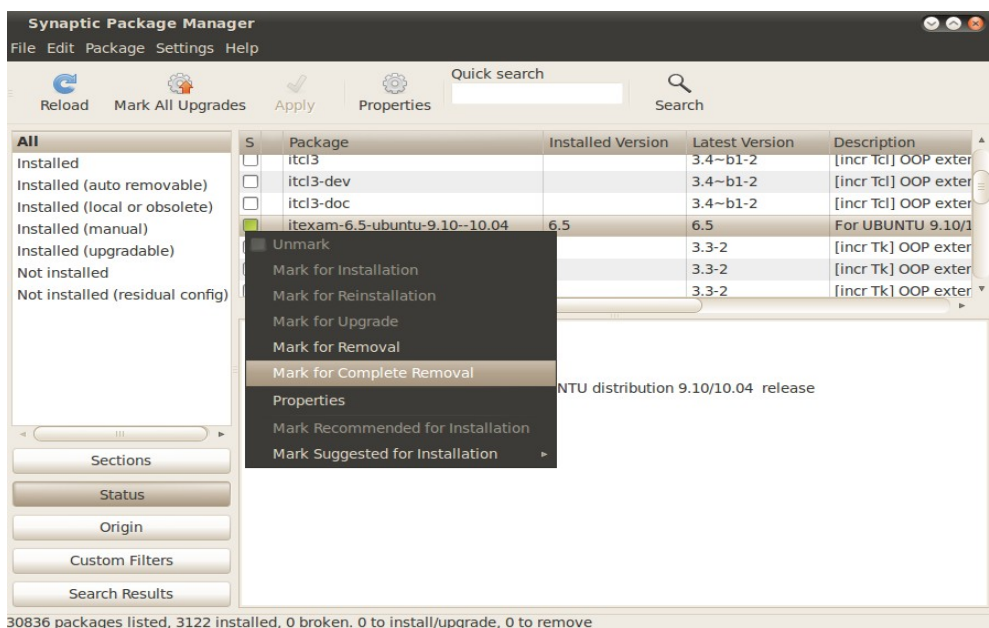 Synaptic Package Manager
File Edit Package Settings Help
Quick search
Reload Mark All Upgrades Apply Properties Search
All
Installed
Installed (auto removable)
Installed (local or obsolete)
Installed (manual)
Installed (upgradable)
Not installed
Not installed (residual config)
S Package Installed Version Latest Version Description
itcl3 3.4~b1-2 [incr Tcl] OOP exter
itcl3-dev 3.4~b1-2 [incr Tcl] OOP exter
itcl3-doc 3.4~b1-2 [incr Tcl] OOP exter
itexam-6.5-ubuntu-9.10--10.04 6.5 6.5 For UBUNTU 9.10/1
3.3-2 [incr Tk] OOP exter
3.3-2 [incr Tk] OOP exter
3.3-2 [incr Tk] OOP exter
Unmark
Mark for Installation
Mark for Reinstallation
Mark for Upgrade
Mark for Removal
Mark for Complete Removal
Properties
Mark Recommended for Installation
Mark Suggested for Installation
NTU distribution 9.10/10.04 release
Sections
Status
Origin
Custom Filters
Search Results
30836 packages listed, 3122 installed, 0 broken. 0 to install/upgrade, 0 to remove